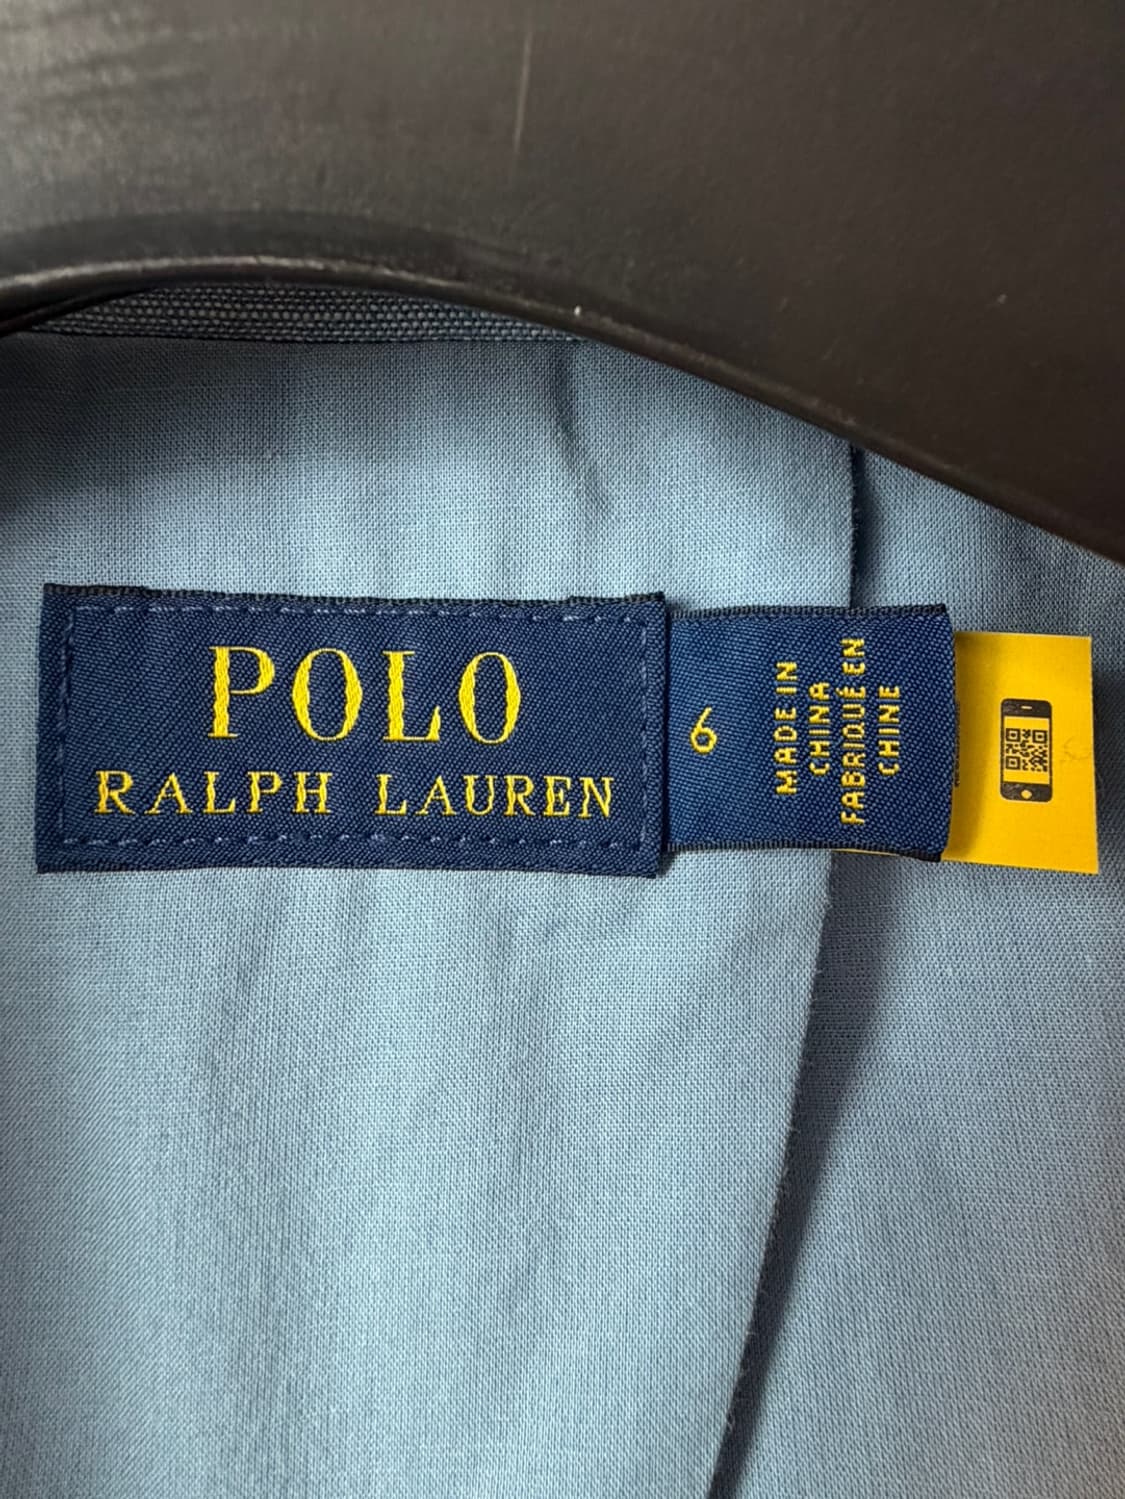 POLO
RALPH LAUREN
6
MADE IN
CHINA
FABRIQUÉ EN
CHINE